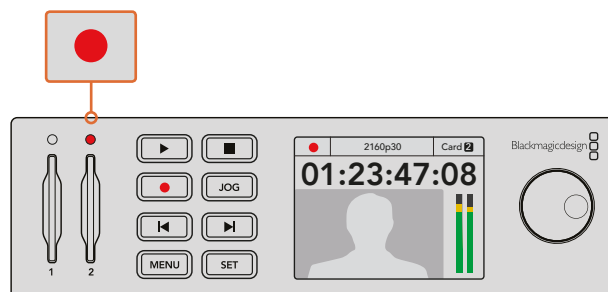 2160p30 Card 2
01:23:47:08
Blackmagicdesign
JOG
MENU SET
1 2